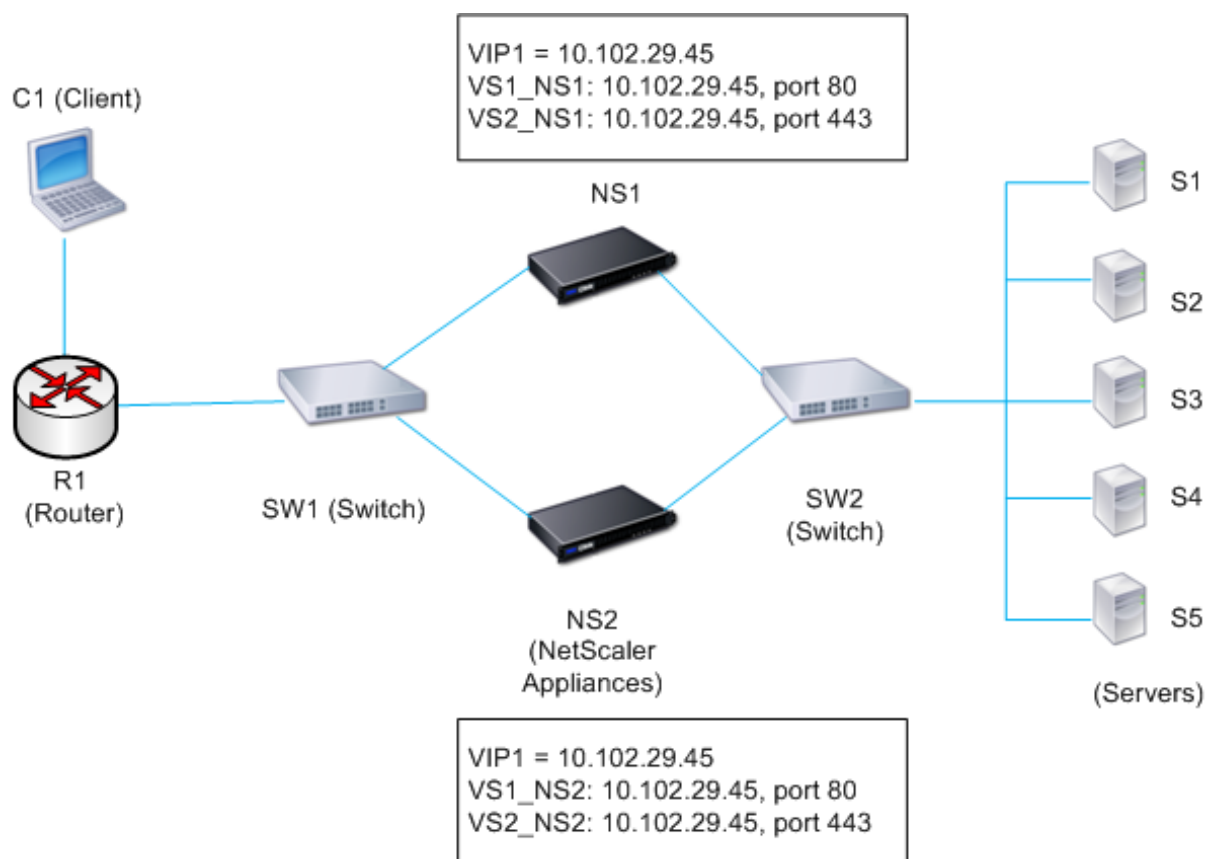 VIP1 = 10.102.29.45
VS1_NS1: 10.102.29.45, port 80
VS2_NS1: 10.102.29.45, port 443
C1 (Client)
NS1
S1
S2
S3
S4
S5
(Servers)
R1
(Router)
SW1 (Switch)
SW2
(Switch)
NS2
(NetScaler
Appliances)
VIP1 = 10.102.29.45
VS1_NS2: 10.102.29.45, port 80
VS2_NS2: 10.102.29.45, port 443